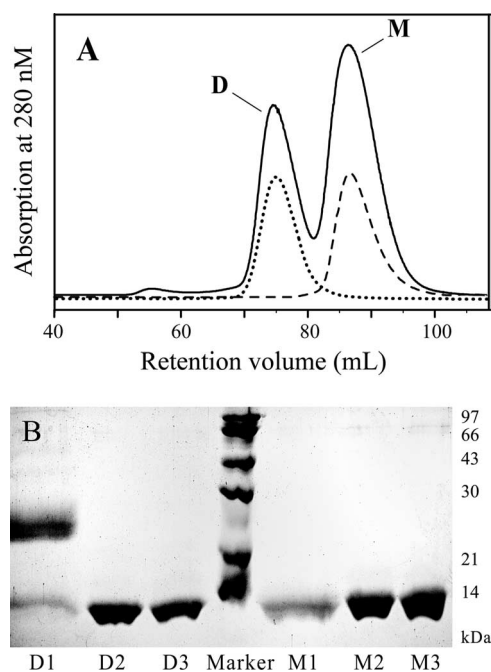 A
D
M
Absorption at 280 nM
40 60 80 100
Retention volume (mL)
B
97
66
43
30
21
14
kDa
D1 D2 D3 Marker M1 M2 M3